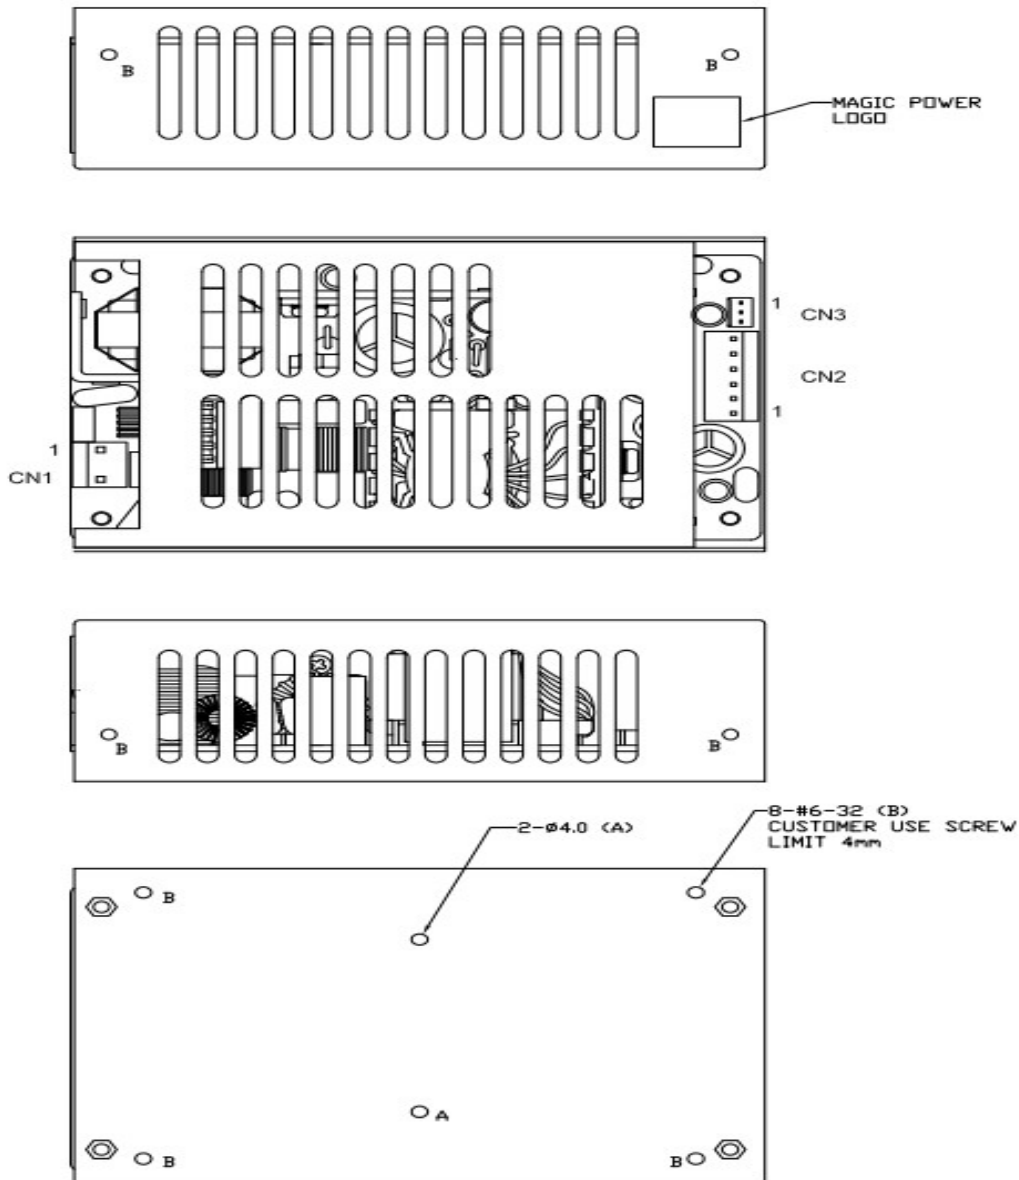 B
B
MAGIC POWER
LOGO
1
CN3
CN2
1
1
CN1
B
B
8-#6-32 (B)
CUSTOMER USE SCREW
LIMIT 4mm
2-ø4.0 (A)
B
A
B
B